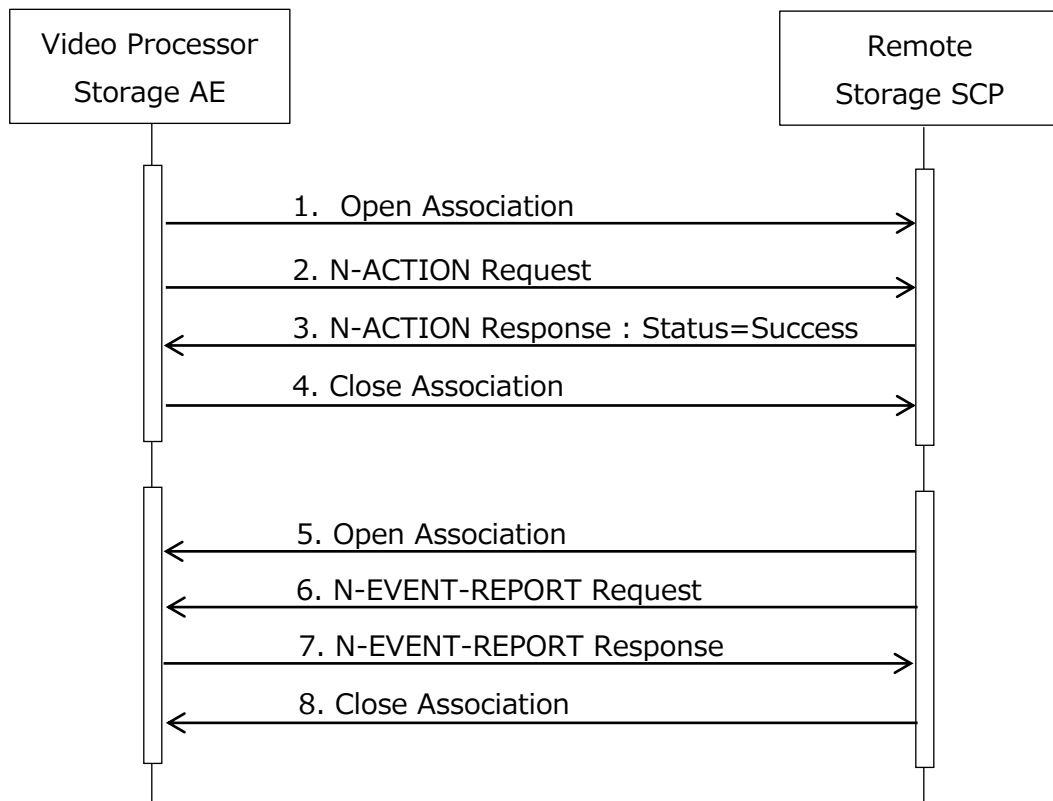 Video Processor
Storage AE
Remote
Storage SCP
1. Open Association
2. N-ACTION Request
3. N-ACTION Response : Status=Success
4. Close Association
5. Open Association
6. N-EVENT-REPORT Request
7. N-EVENT-REPORT Response
8. Close Association